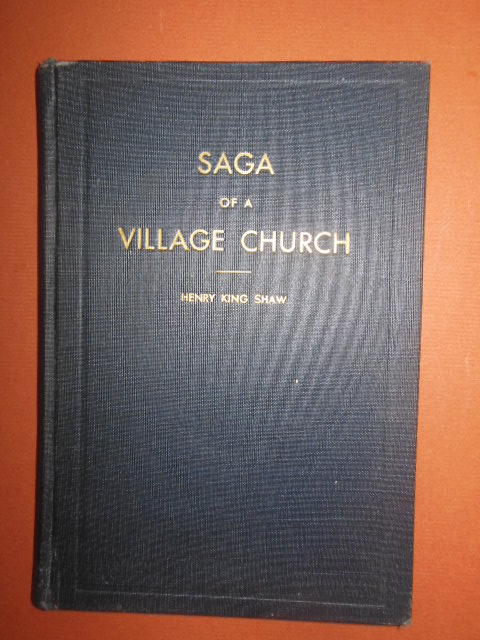 SAGA
OF A
VILLAGE CHURCH
HENRY KING SHAW